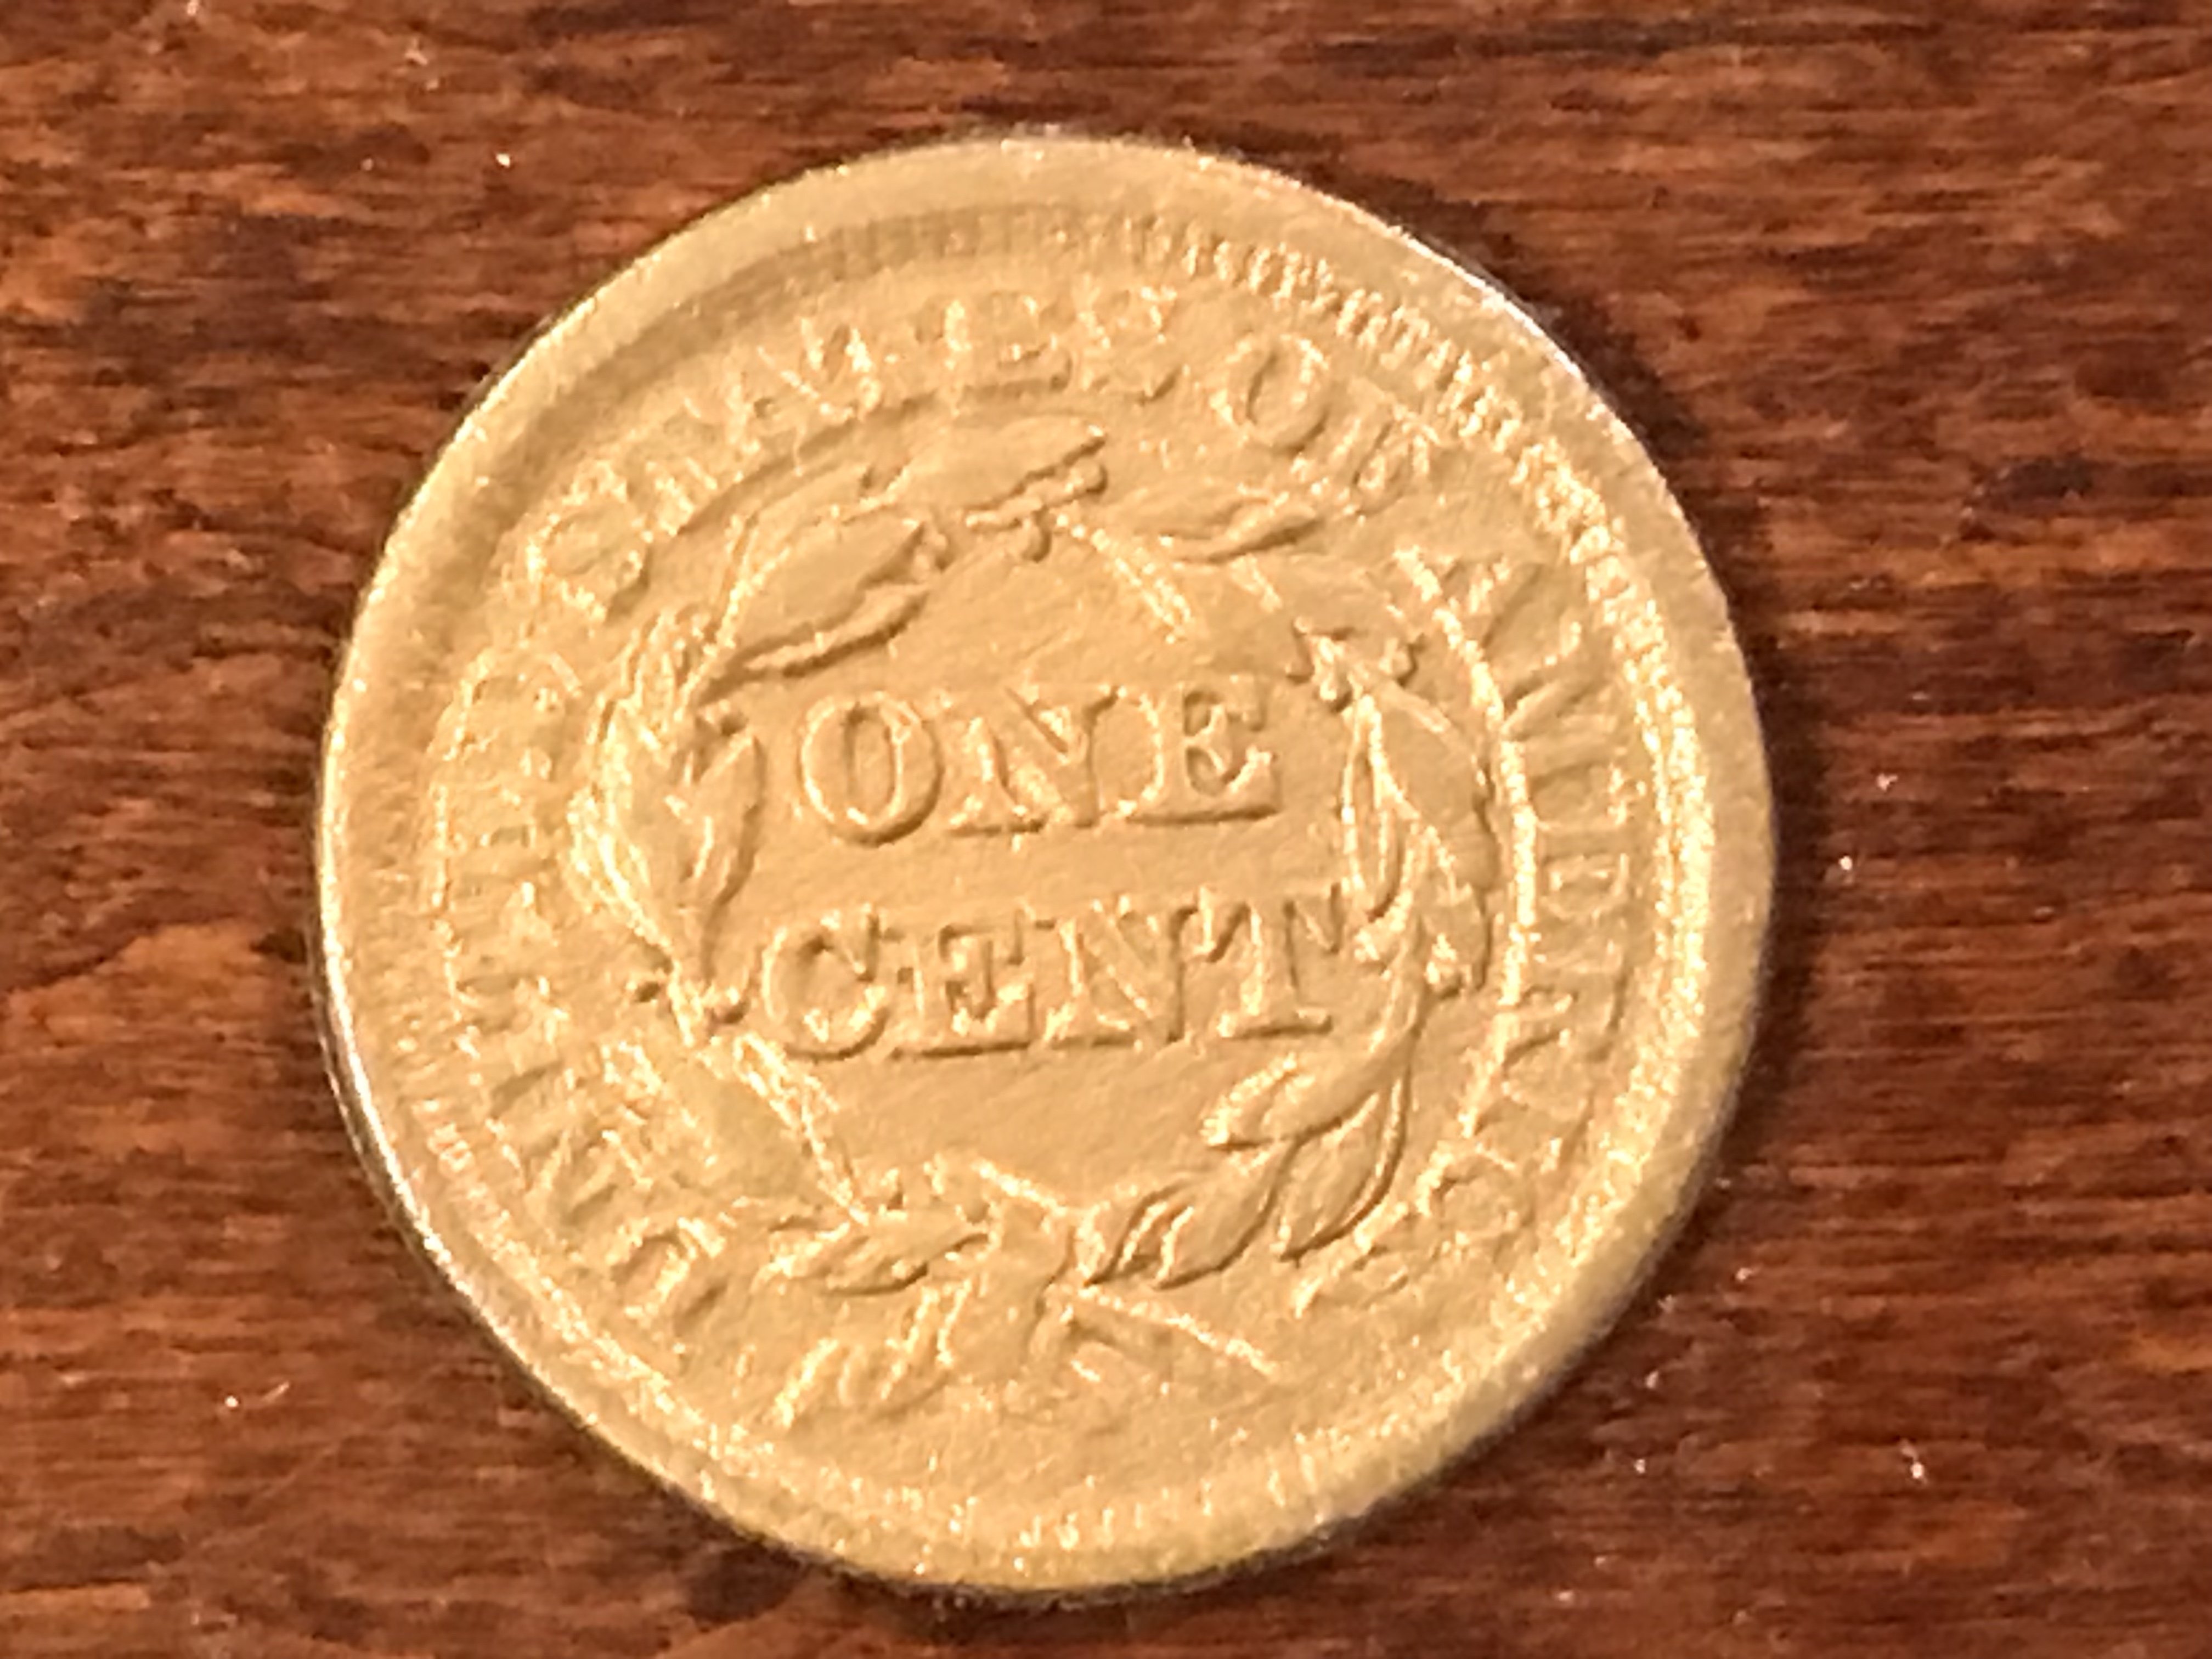 UNITED STATES OF AMERICA
ONE
CENT